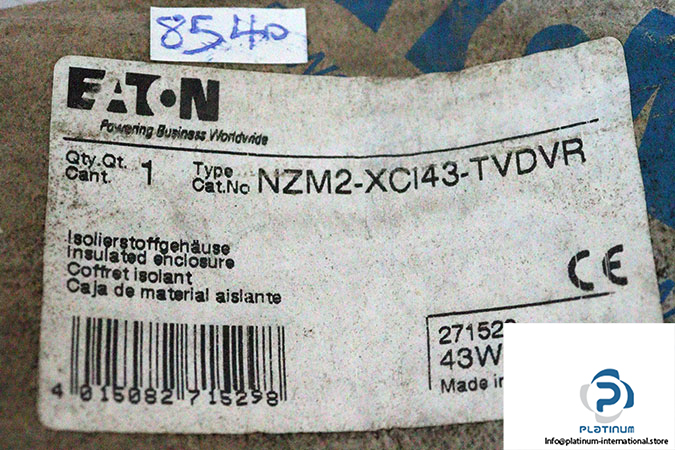 8540
EATON
Powering Business Worldwide
Qty. Qt.
Cant. 1
Type
Cat.No NZM2-XCI43-TVDVR
Isolierstoffgehäuse
Insulated enclosure
Coffret isolant
Caja de material aislante
CE
27152
43W
Made in
4 015082 715298
PLATINUM
Info@platinum-international.store